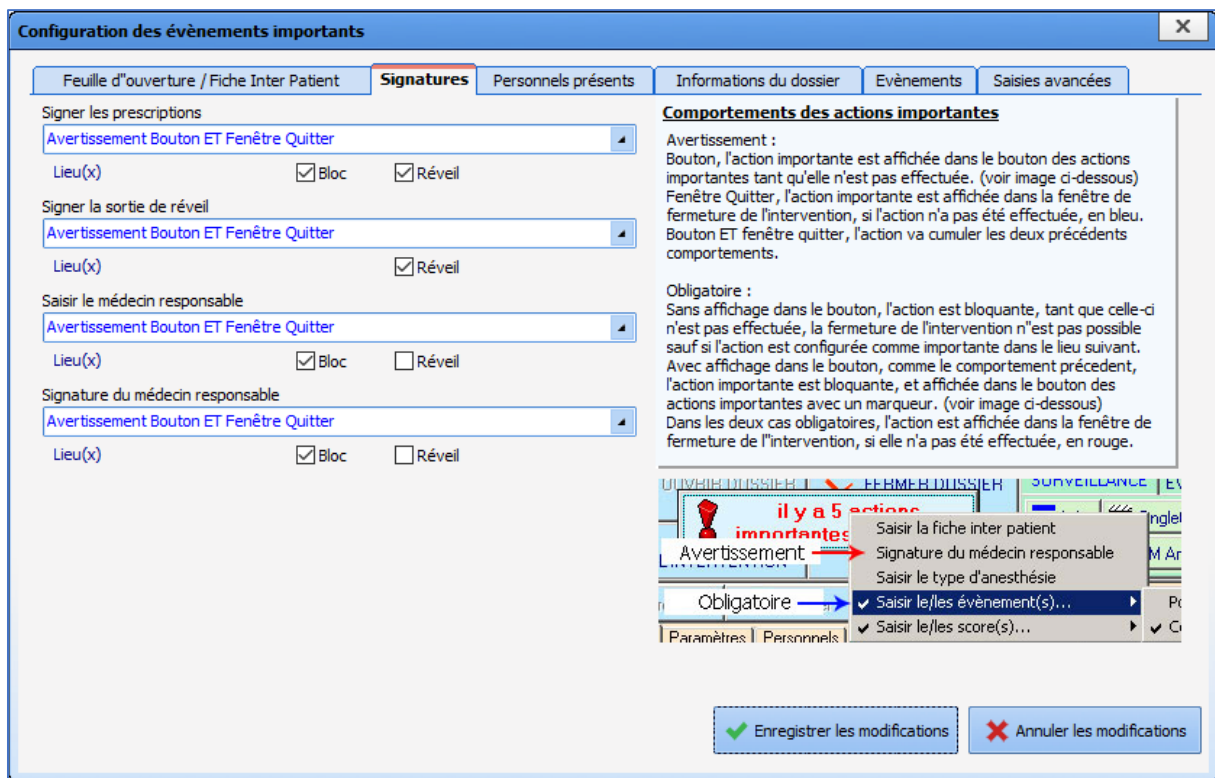 Configuration des évènements importants
Feuille d"ouverture / Fiche Inter Patient
Signatures
Personnels présents
Informations du dossier
Evènements
Saisies avancées
Signer les prescriptions
Avertissement Bouton ET Fenêtre Quitter
Lieu(x) Bloc Réveil
Signer la sortie de réveil
Avertissement Bouton ET Fenêtre Quitter
Lieu(x) Réveil
Saisir le médecin responsable
Avertissement Bouton ET Fenêtre Quitter
Lieu(x) Bloc Réveil
Signature du médecin responsable
Avertissement Bouton ET Fenêtre Quitter
Lieu(x) Bloc Réveil
Comportements des actions importantes
Avertissement :
Bouton, l'action importante est affichée dans le bouton des actions
importantes tant qu'elle n'est pas effectuée. (voir image ci-dessous)
Fenêtre Quitter, l'action importante est affichée dans la fenêtre de
fermeture de l'intervention, si l'action n'a pas été effectuée, en bleu.
Bouton ET fenêtre quitter, l'action va cumuler les deux précédents
comportements.
Obligatoire :
Sans affichage dans le bouton, l'action est bloquante, tant que celle-ci
n'est pas effectuée, la fermeture de l'intervention n"est pas possible
sauf si l'action est configurée comme importante dans le lieu suivant.
Avec affichage dans le bouton, comme le comportement précedent,
l'action importante est bloquante, et affichée dans le bouton des
actions importantes avec un marqueur. (voir image ci-dessous)
Dans les deux cas obligatoires, l'action est affichée dans la fenêtre de
fermeture de l"intervention, si elle n'a pas été effectuée, en rouge.
OUVRIR DOSSIER FERMER DOSSIER SURVEILLANCE
il y a 5 actions
importantes
Avertissement
Obligatoire
Saisir la fiche inter patient
Signature du médecin responsable
Saisir le type d'anesthésie
Saisir le/les évènement(s)...
Saisir le/les score(s)...
Paramètres Personnels
Enregistrer les modifications
Annuler les modifications